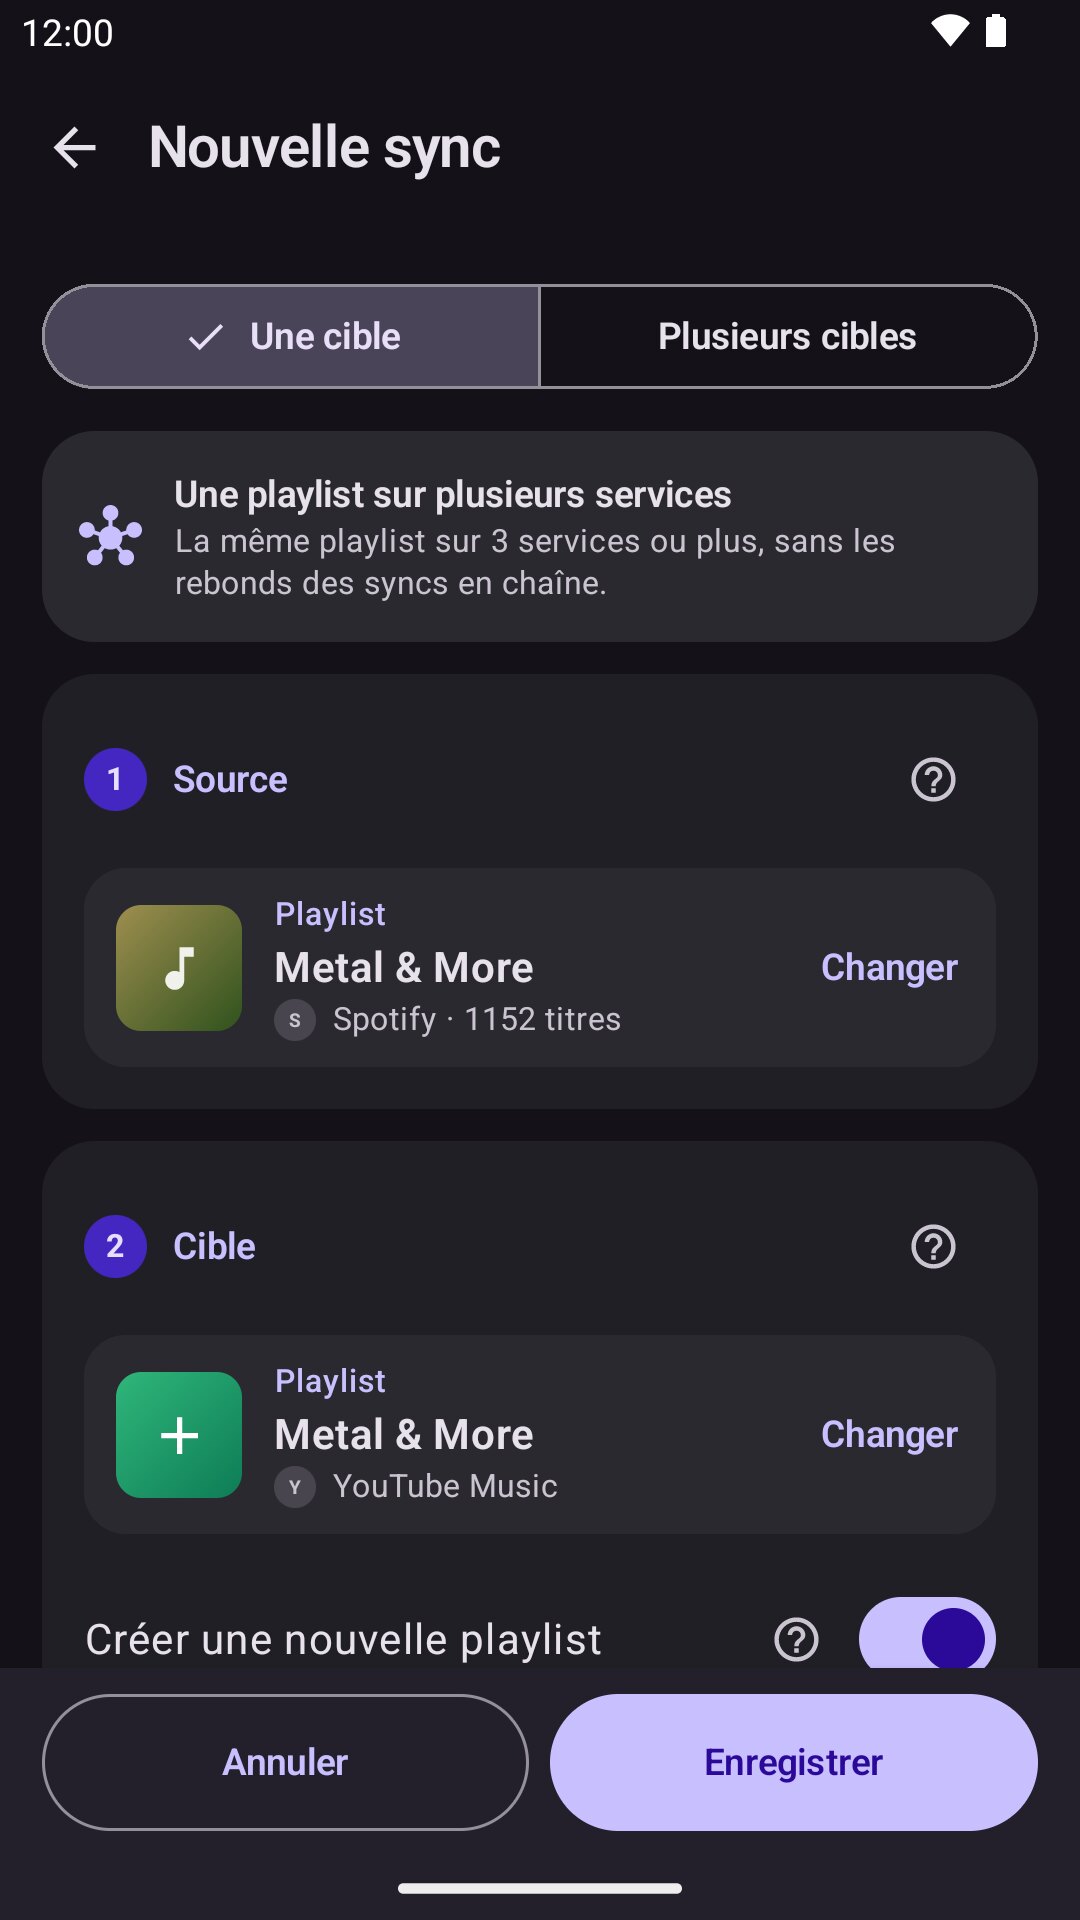 12:00
Nouvelle sync
Une cible
Plusieurs cibles
Une playlist sur plusieurs services
La même playlist sur 3 services ou plus, sans les
rebonds des syncs en chaîne.
1
Source
Playlist
Metal & More
Changer
S
Spotify · 1152 titres
2
Cible
Playlist
Metal & More
Changer
Y
YouTube Music
Créer une nouvelle playlist
Annuler
Enregistrer